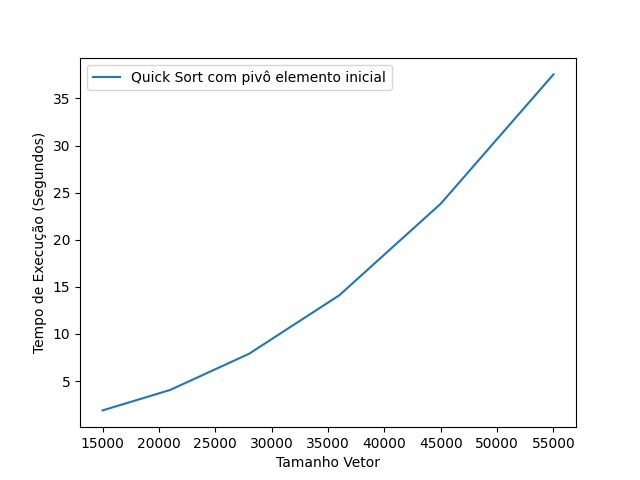 Quick Sort com pivô elemento inicial
Tempo de Execução (Segundos)
35
30
25
20
15
10
5
15000 20000 25000 30000 35000 40000 45000 50000 55000
Tamanho Vetor